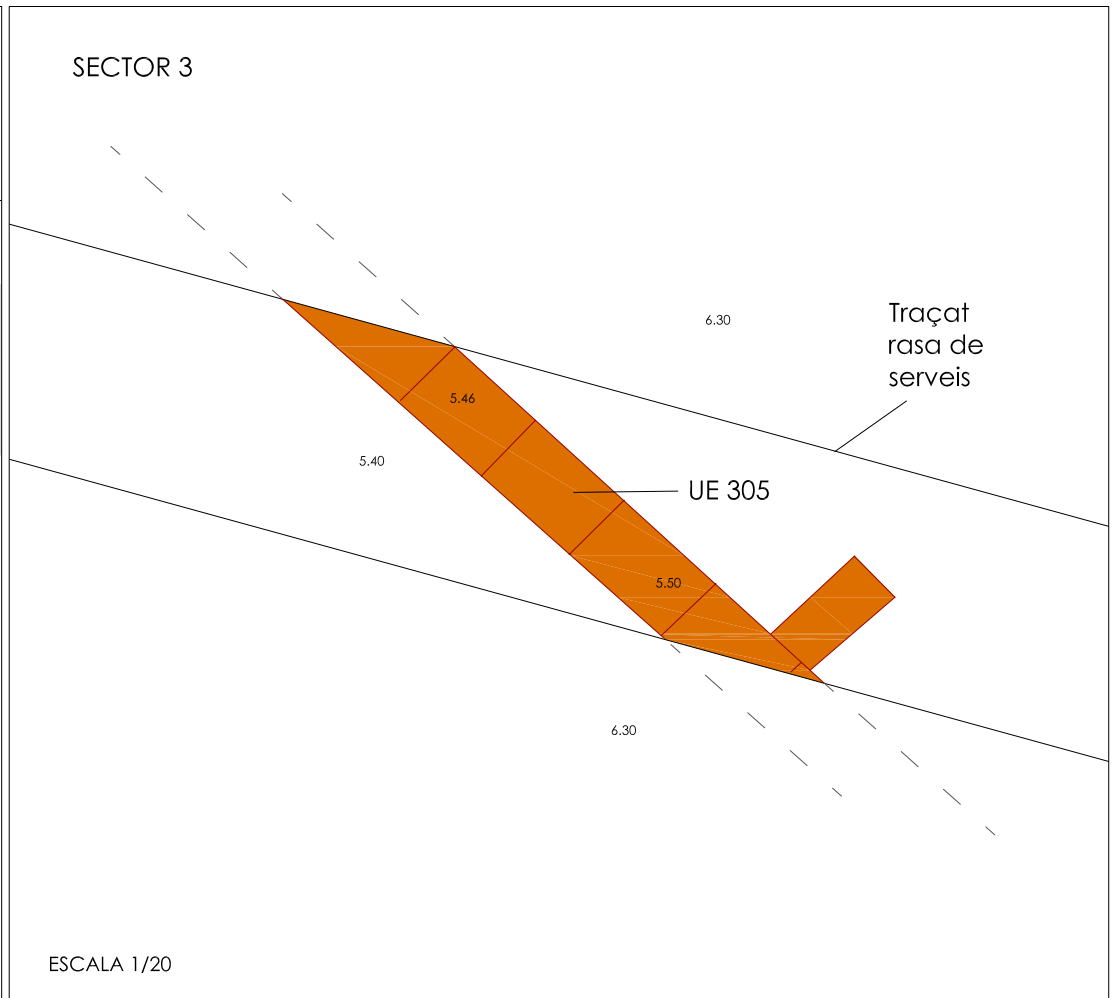 SECTOR 3
6.30
Traçat
rasa de
serveis
5.46
5.40
UE 305
5.50
6.30
ESCALA 1/20